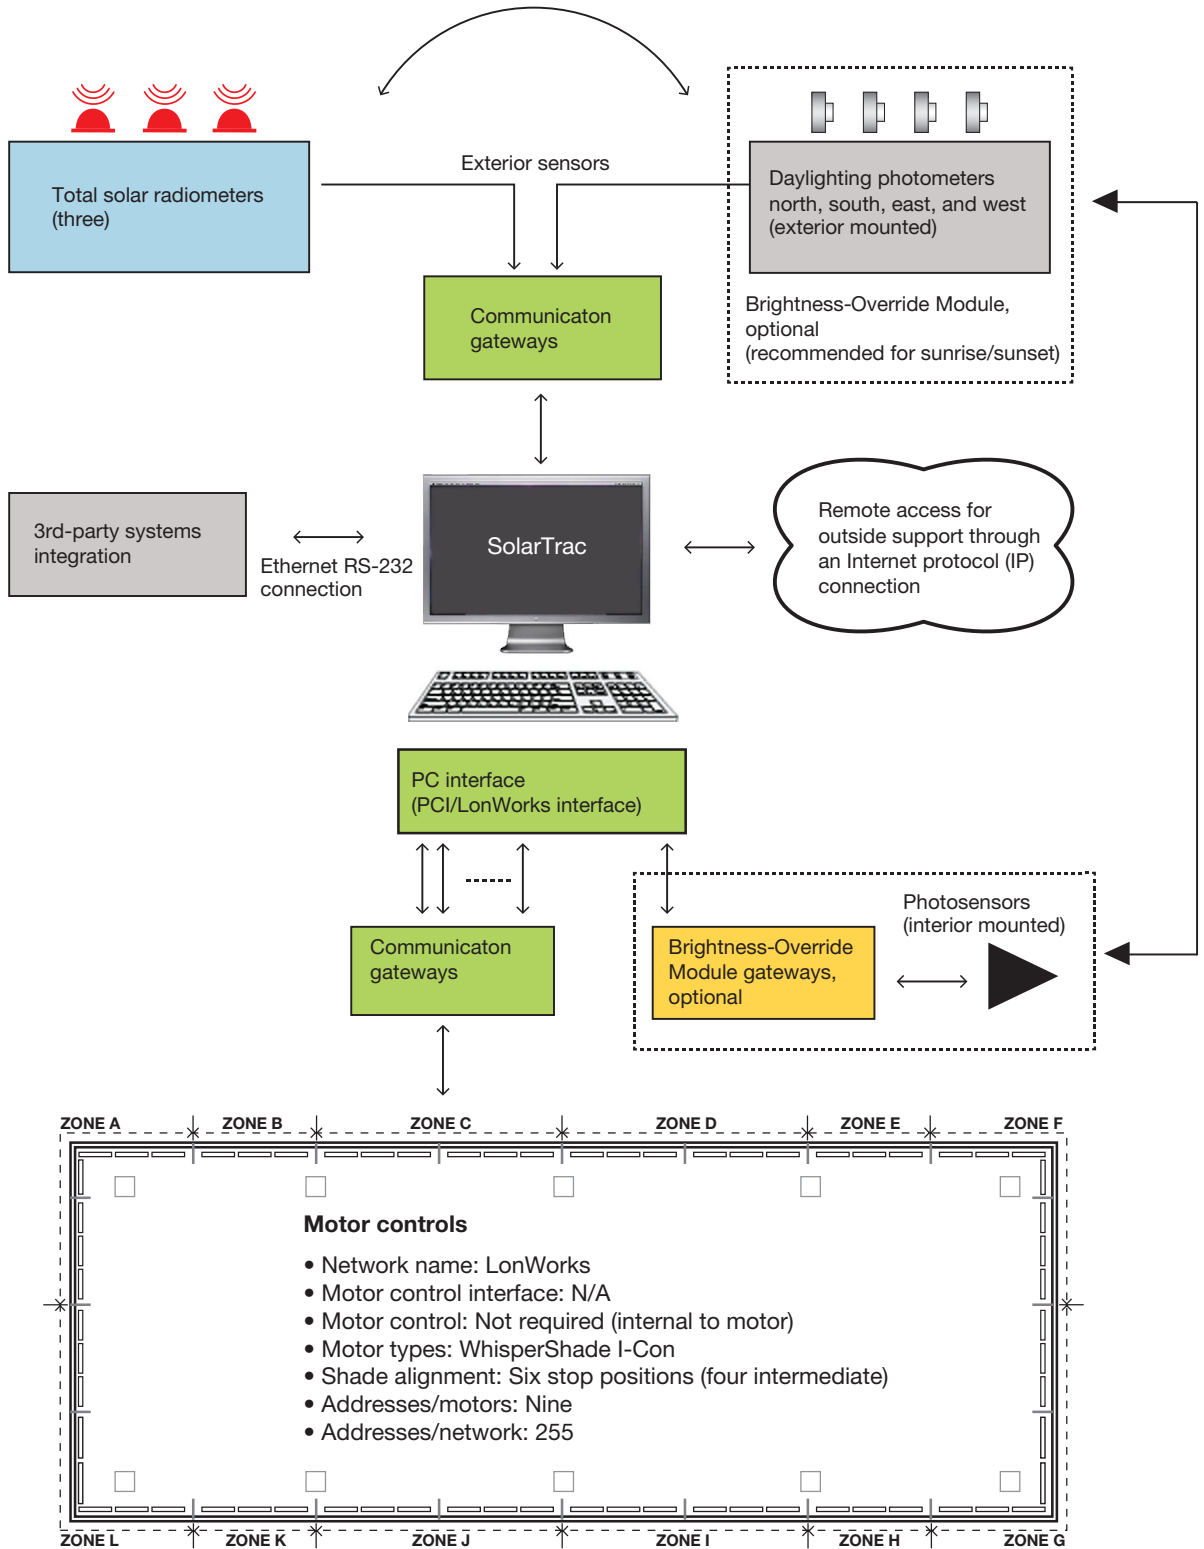 Exterior sensors
Total solar radiometers
(three)
Daylighting photometers
north, south, east, and west
(exterior mounted)
Brightness-Override Module,
optional
(recommended for sunrise/sunset)
Communicaton
gateways
3rd-party systems
integration
Ethernet RS-232
connection
SolarTrac
Remote access for
outside support through
an Internet protocol (IP)
connection
PC interface
(PCI/LonWorks interface)
Communicaton
gateways
Brightness-Override
Module gateways,
optional
Photosensors
(interior mounted)
ZONE A
ZONE B
ZONE C
ZONE D
ZONE E
ZONE F
Motor controls
• Network name: LonWorks
• Motor control interface: N/A
• Motor control: Not required (internal to motor)
• Motor types: WhisperShade I-Con
• Shade alignment: Six stop positions (four intermediate)
• Addresses/motors: Nine
• Addresses/network: 255
ZONE L
ZONE K
ZONE J
ZONE I
ZONE H
ZONE G